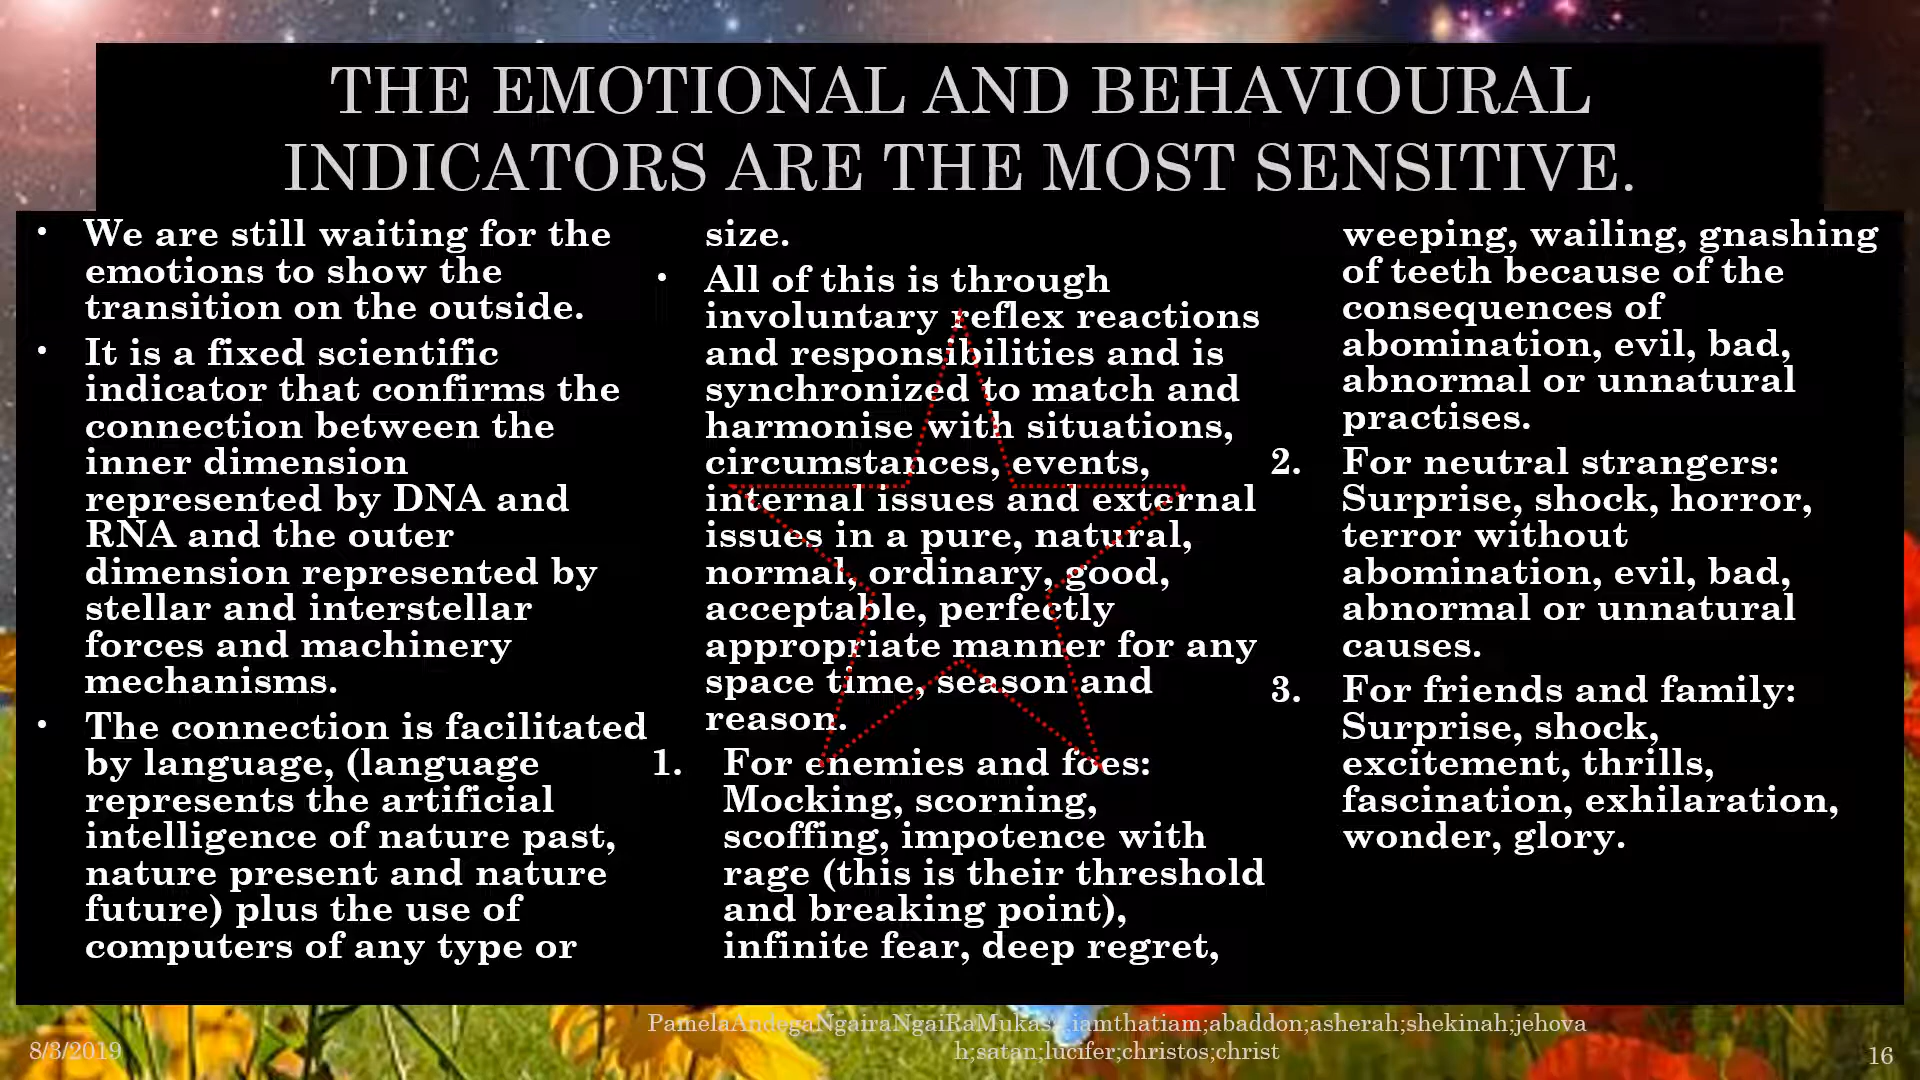 THE EMOTIONAL AND BEHAVIOURAL
INDICATORS ARE THE MOST SENSITIVE.
• We are still waiting for the
emotions to show the
transition on the outside.
• It is a fixed scientific
indicator that confirms the
connection between the
inner dimension
represented by DNA and
RNA and the outer
dimension represented by
stellar and interstellar
forces and machinery
mechanisms.
• The connection is facilitated
by language, (language
represents the artificial
intelligence of nature past,
nature present and nature
future) plus the use of
computers of any type or
size.
• All of this is through
involuntary reflex reactions
and responsibilities and is
synchronized to match and
harmonise with situations,
circumstances, events,
internal issues and external
issues in a pure, natural,
normal, ordinary, good,
acceptable, perfectly
appropriate manner for any
space time, season and
reason.
1. For enemies and foes:
Mocking, scorning,
scoffing, impotence with
rage (this is their threshold
and breaking point),
infinite fear, deep regret,
weeping, wailing, gnashing
of teeth because of the
consequences of
abomination, evil, bad,
abnormal or unnatural
practises.
2. For neutral strangers:
Surprise, shock, horror,
terror without
abomination, evil, bad,
abnormal or unnatural
causes.
3. For friends and family:
Surprise, shock,
excitement, thrills,
fascination, exhilaration,
wonder, glory.
8/3/2019
iamthatiam;abaddon;asherah;shekinah;jehova
h;satan;lucifer;christos;christ
16